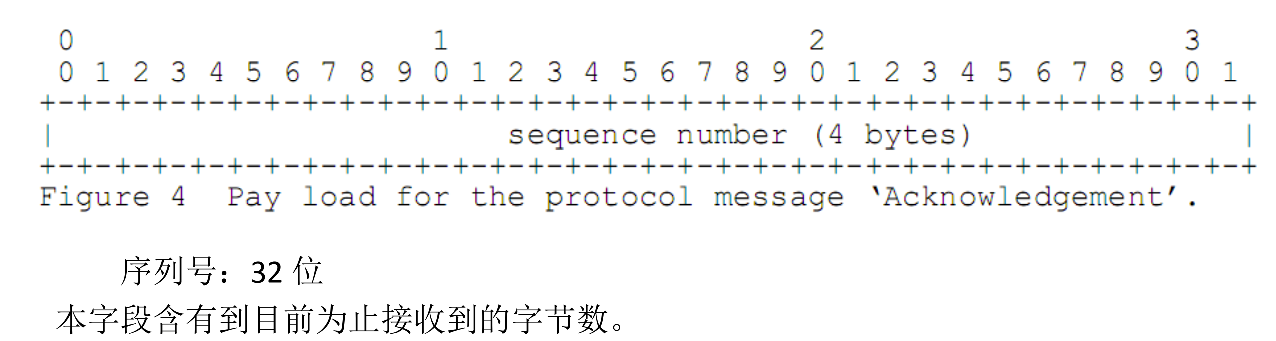 0                   1                   2                   3
0 1 2 3 4 5 6 7 8 9 0 1 2 3 4 5 6 7 8 9 0 1 2 3 4 5 6 7 8 9 0 1
+-+-+-+-+-+-+-+-+-+-+-+-+-+-+-+-+-+-+-+-+-+-+-+-+-+-+-+-+-+-+-+-+
|                        sequence number (4 bytes)              |
+-+-+-+-+-+-+-+-+-+-+-+-+-+-+-+-+-+-+-+-+-+-+-+-+-+-+-+-+-+-+-+-+
Figure 4  Pay load for the protocol message ‘Acknowledgement’.
序列号：32 位
本字段含有到目前为止接收到的字节数。